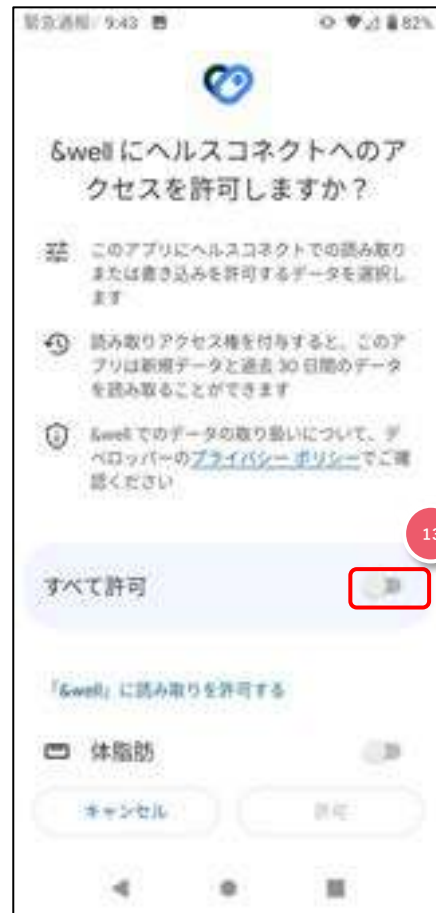 緊急通報 9:43 82%
&well にヘルスコネクトへのア
クセスを許可しますか？
このアプリにヘルスコネクトでの読み取り
または書き込みを許可するデータを選択し
ます
読み取りアクセス権を付与すると、このア
プリは新規データと過去 30 日間のデータ
を読み取ることができます
&well でのデータの取り扱いについて、デ
ベロッパーのプライバシー ポリシーでご確
認ください
13
すべて許可
「&well」に読み取りを許可する
体脂肪
キャンセル 許可